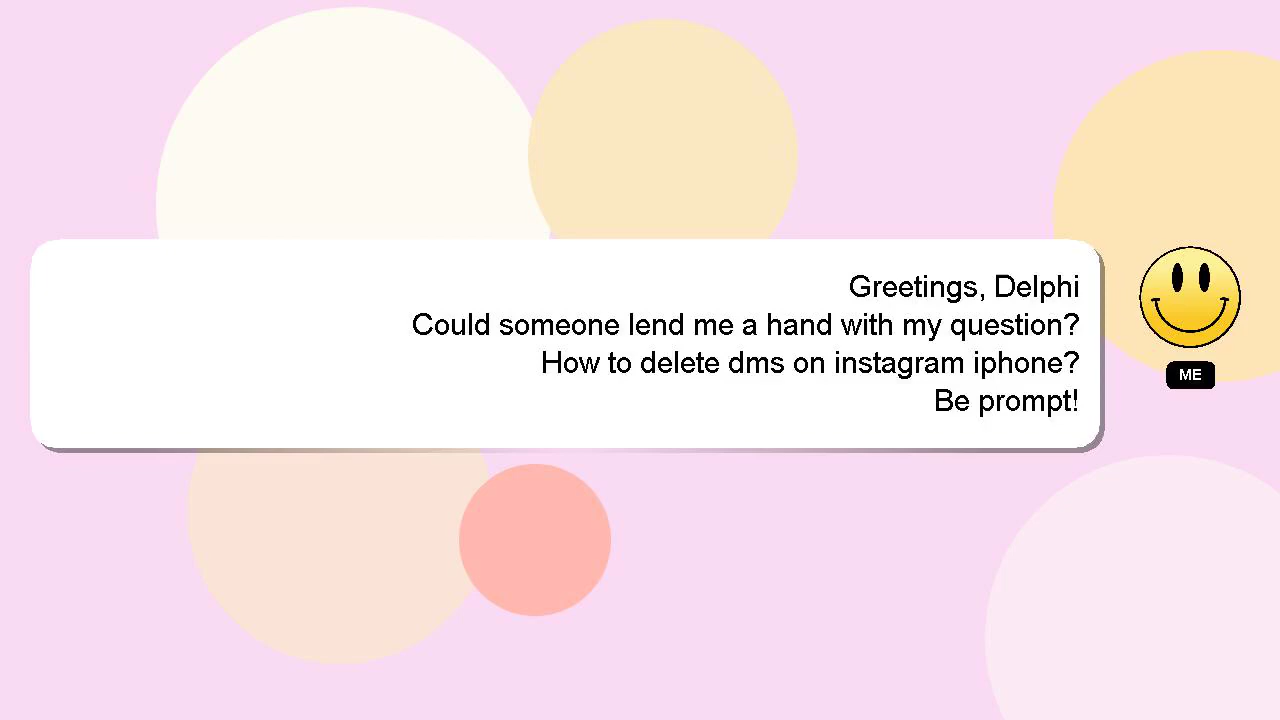 Greetings, Delphi
Could someone lend me a hand with my question?
How to delete dms on instagram iphone?
Be prompt!
ME